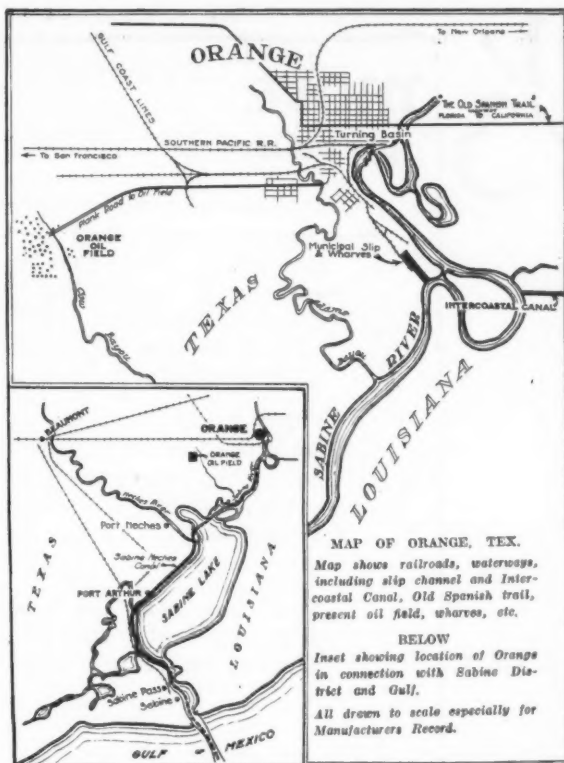 To New Orleans
ORANGE
GULF COAST LINES
"THE OLD SPANISH TRAIL"
FLORIDA TO CALIFORNIA
Turning Basin
SOUTHERN PACIFIC R.R.
To San Francisco
Plank Road to Oil Field
ORANGE
OIL FIELD
Municipal Slip
& Wharves
TEXAS
INTERCOASTAL CANAL
Bayou
Bayou
SABINE RIVER
LOUISIANA
BEAUMONT
ORANGE
ORANGE
OIL FIELD
Neches River
Port Neches
Sabine Neches
Canal
TEXAS
PORT ARTHUR
SABINE LAKE
LOUISIANA
Sabine Pass
Sabine
GULF
MEXICO
MAP OF ORANGE, TEX.
Map shows railroads, waterways,
including slip channel and Inter-
coastal Canal, Old Spanish trail,
present oil field, wharves, etc.
BELOW
Inset showing location of Orange
in connection with Sabine Dis-
trict and Gulf.
All drawn to scale especially for
Manufacturers Record.